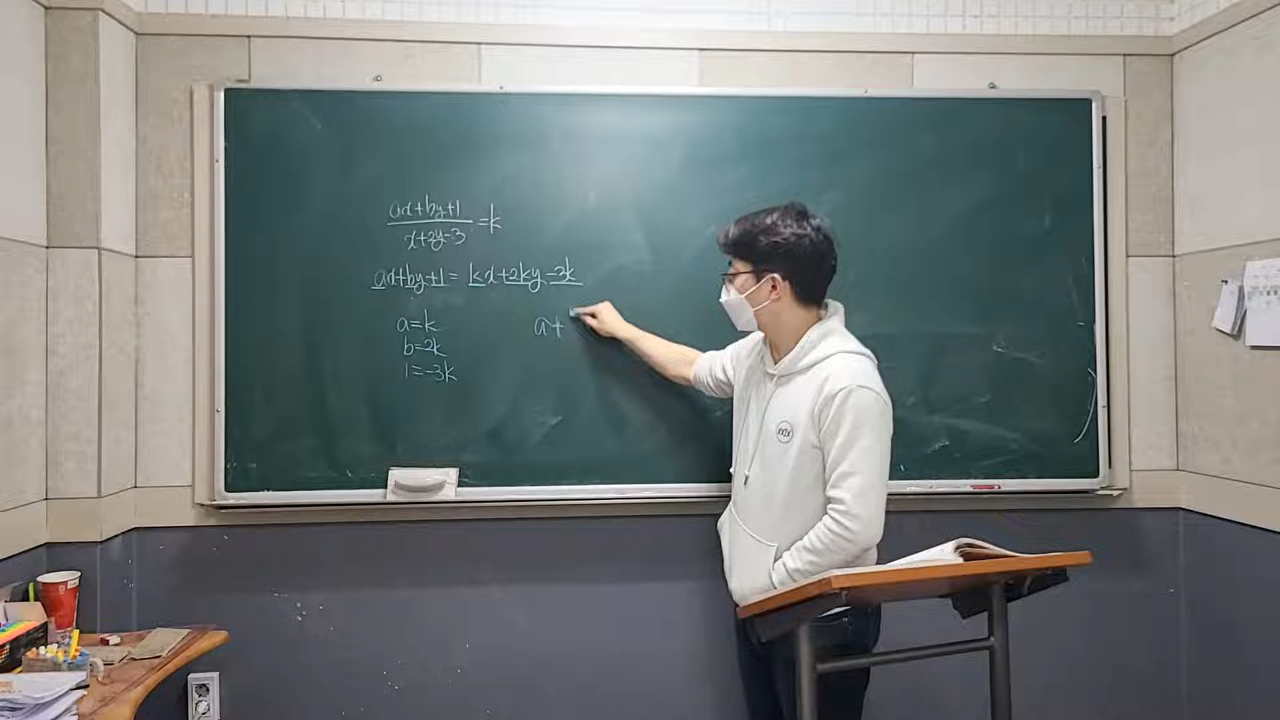 ax+by+1
x+2y-3
=k
ax+by+1 = kx+2ky-3k
a=k
b=2k
1=-3k
a+